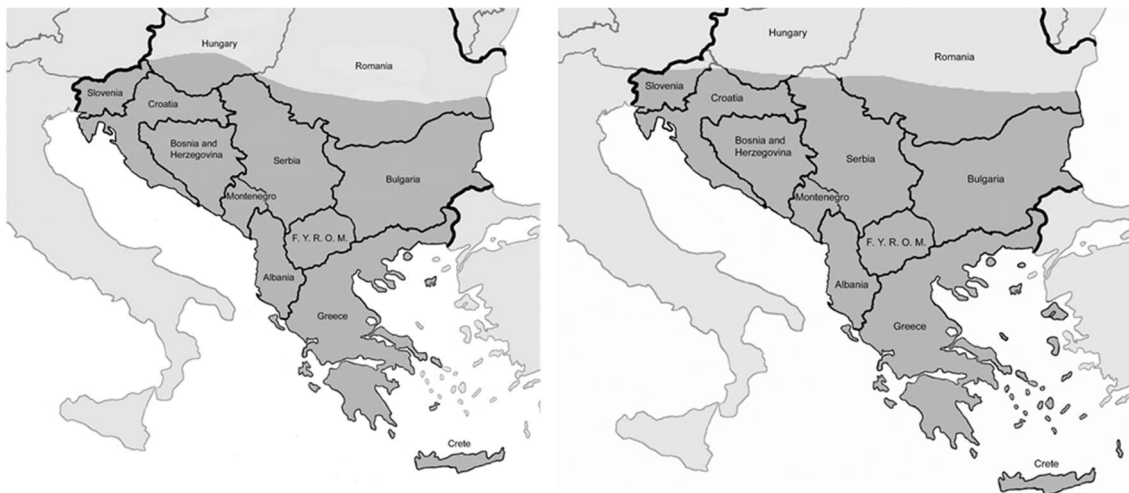 Hungary
Romania
Slovenia
Croatia
Bosnia and
Herzegovina
Serbia
Bulgaria
Montenegro
F. Y. R. O. M.
Albania
Greece
Crete
Hungary
Romania
Slovenia
Croatia
Bosnia and
Herzegovina
Serbia
Bulgaria
Montenegro
F. Y. R. O. M.
Albania
Greece
Crete